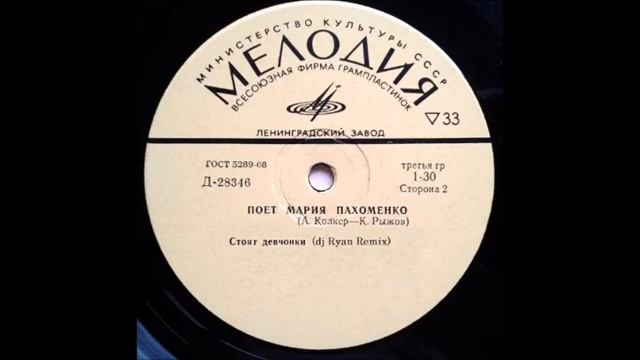 МИНИСТЕРСТВО КУЛЬТУРЫ СССР
МЕЛОДИЯ
ВСЕСОЮЗНАЯ ФИРМА ГРАМПЛАСТИНОК
▽33
ЛЕНИНГРАДСКИЙ ЗАВОД
ГОСТ 5289-68
третья гр
Д-28346
1-30
Сторона 2
ПОЕТ МАРИЯ ПАХОМЕНКО
(А. Колкер—К. Рыжов)
Стоят девчонки (dj Ryan Remix)